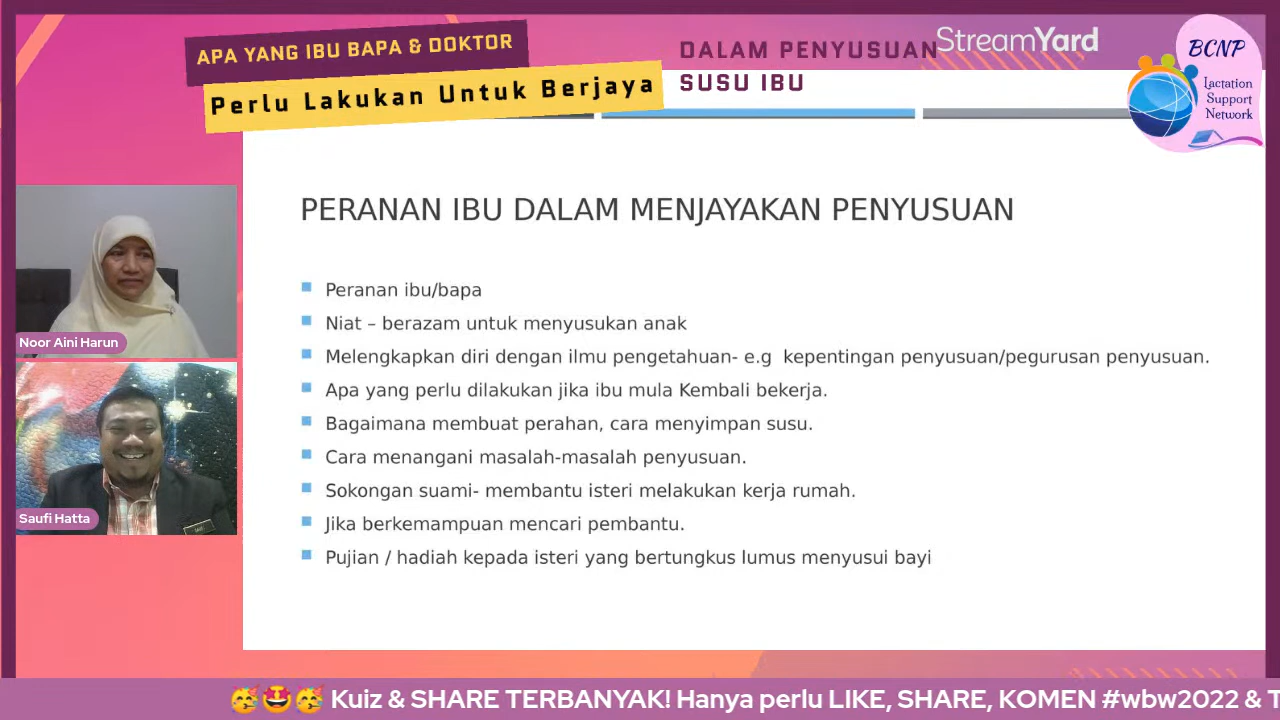 APA YANG IBU BAPA & DOKTOR
Perlu Lakukan Untuk Berjaya
DALAM PENYUSUAN
SUSU IBU
StreamYard
BCNP
Lactation
Support
Network
PERANAN IBU DALAM MENJAYAKAN PENYUSUAN
Peranan ibu/bapa
Niat – berazam untuk menyusukan anak
Melengkapkan diri dengan ilmu pengetahuan- e.g kepentingan penyusuan/pegurusan penyusuan.
Apa yang perlu dilakukan jika ibu mula Kembali bekerja.
Bagaimana membuat perahan, cara menyimpan susu.
Cara menangani masalah-masalah penyusuan.
Sokongan suami- membantu isteri melakukan kerja rumah.
Jika berkemampuan mencari pembantu.
Pujian / hadiah kepada isteri yang bertungkus lumus menyusui bayi
Noor Aini Harun
Saufi Hatta
🥳🤩🥳 Kuiz & SHARE TERBANYAK! Hanya perlu LIKE, SHARE, KOMEN #wbw2022 & T